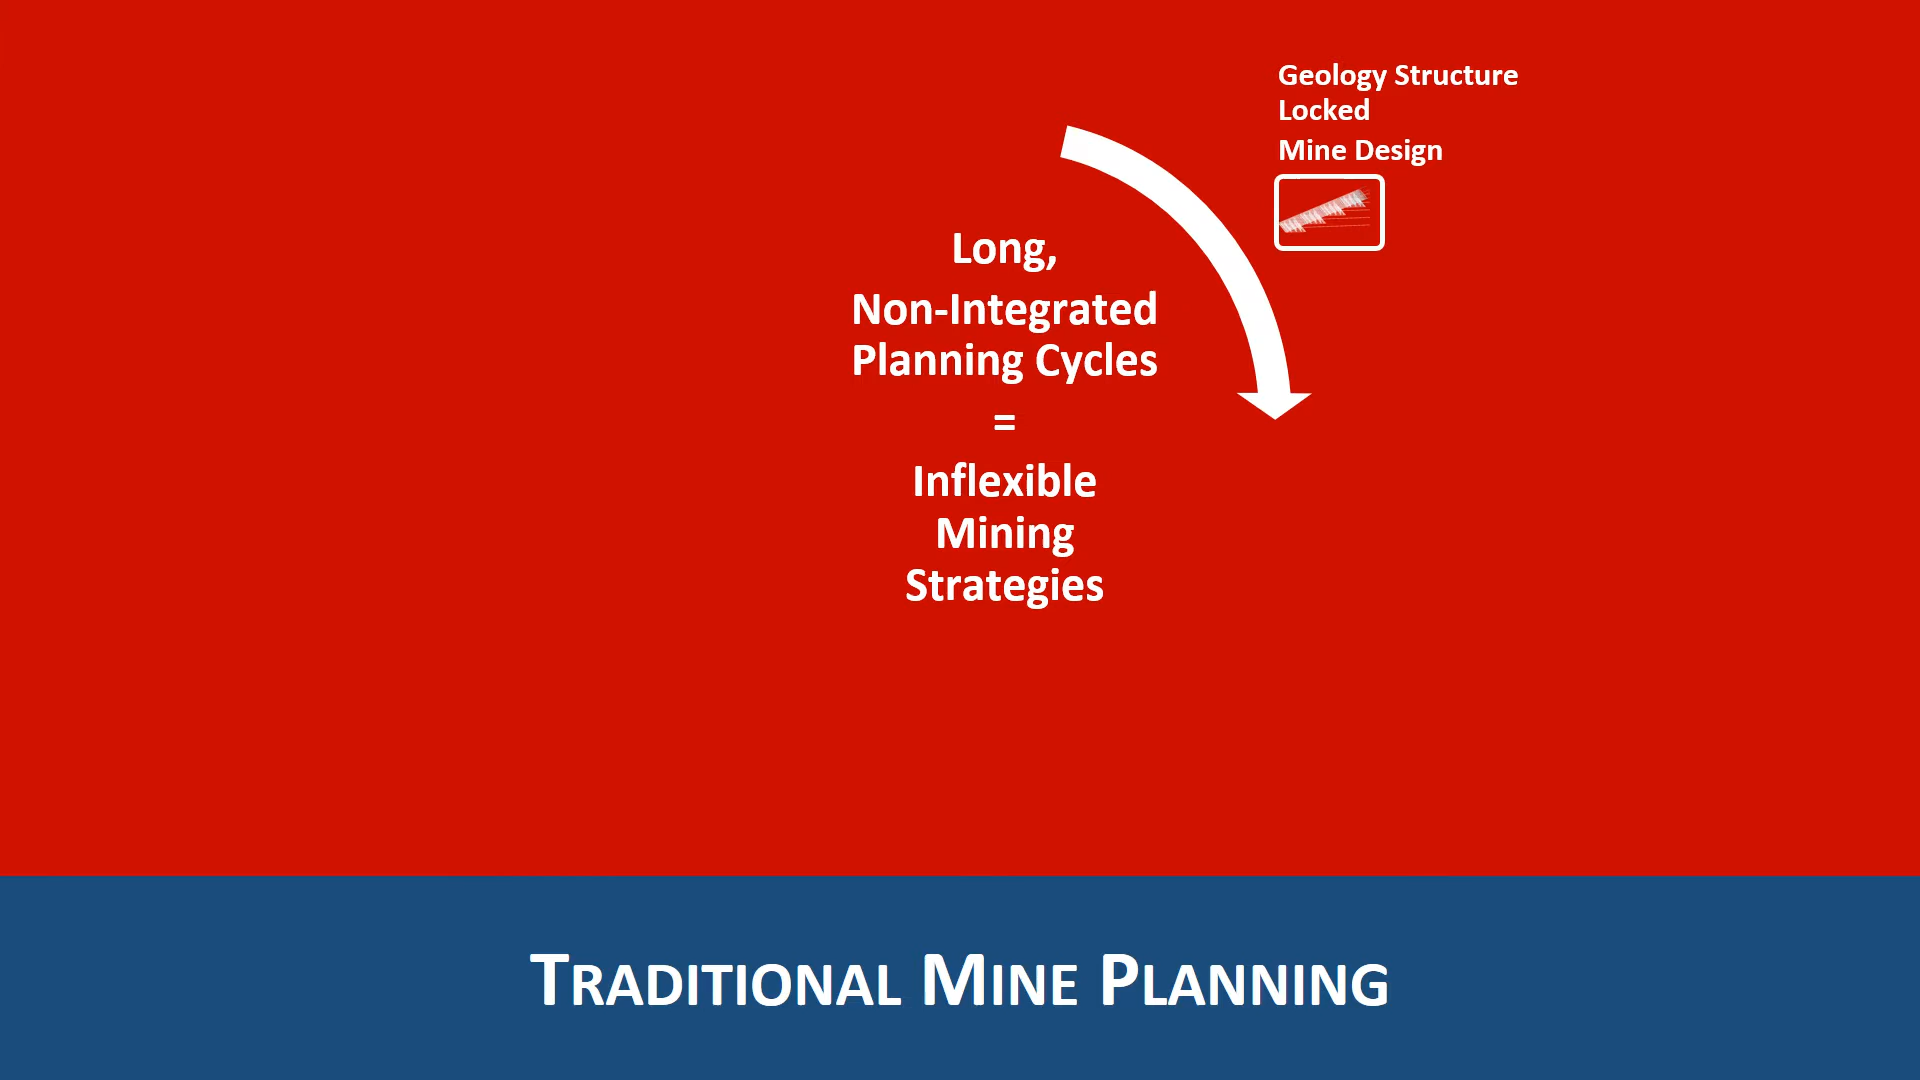 Geology Structure
Locked
Mine Design
Long,
Non-Integrated
Planning Cycles
=
Inflexible
Mining
Strategies
TRADITIONAL MINE PLANNING